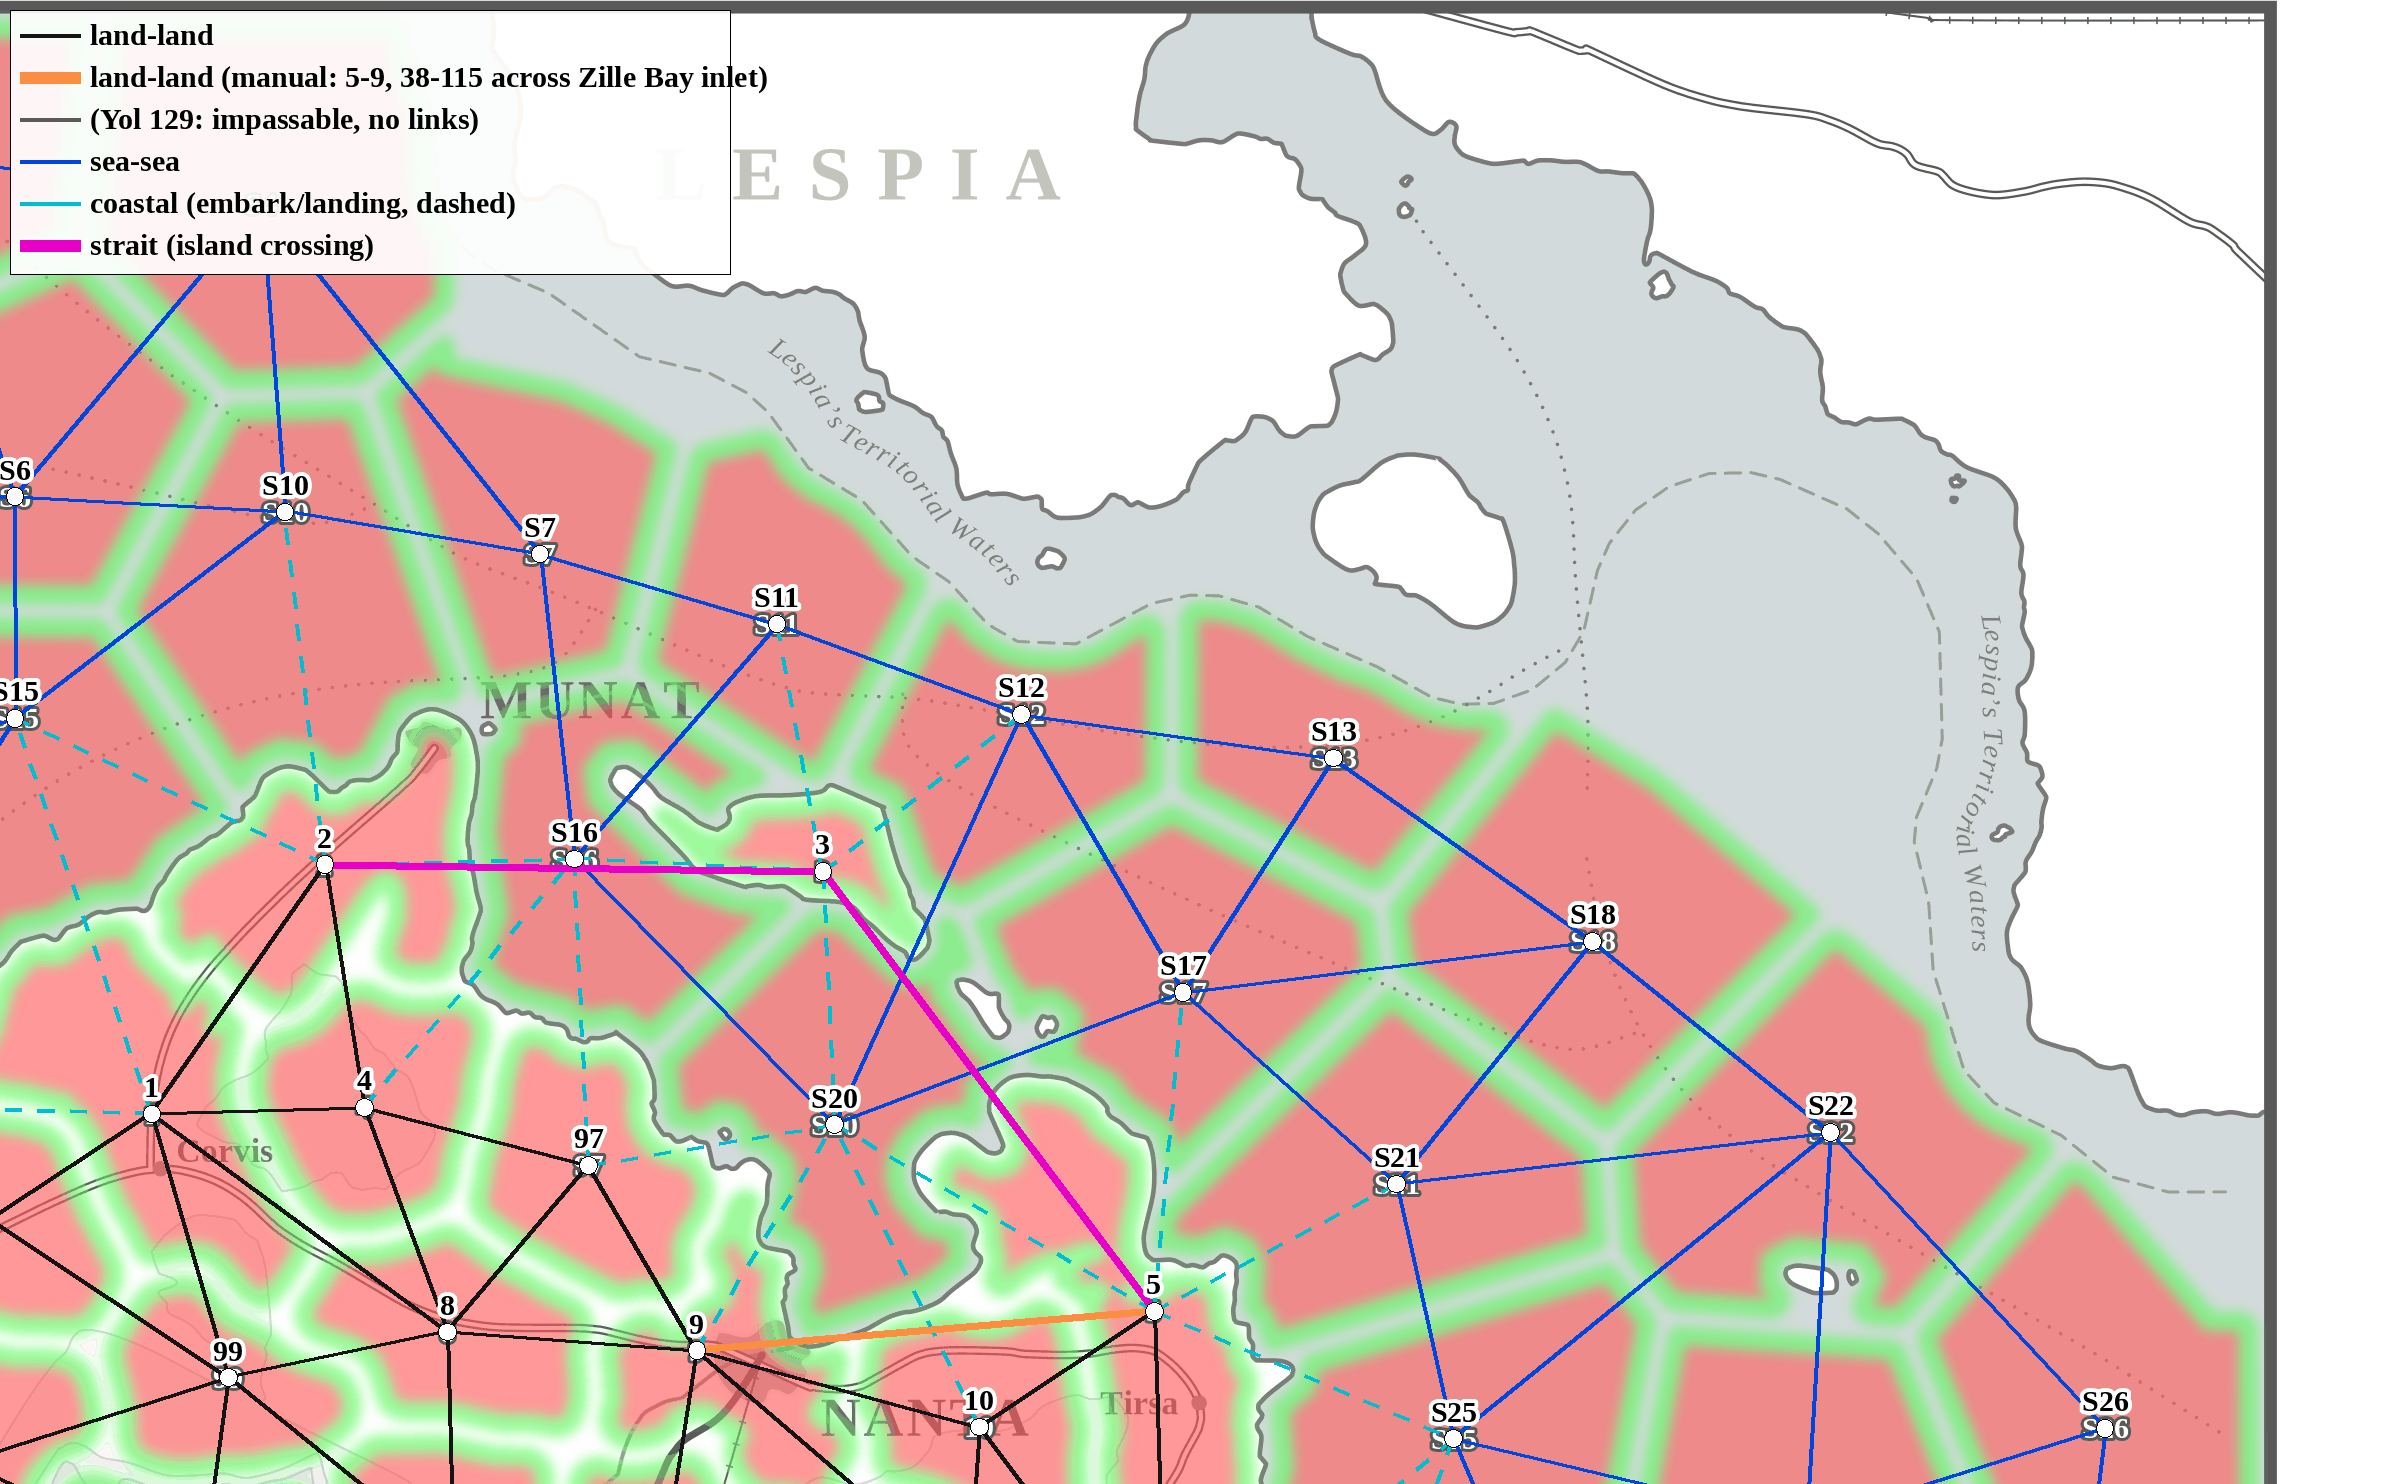 land-land
land-land (manual: 5-9, 38-115 across Zille Bay inlet)
(Yol 129: impassable, no links)
sea-sea
coastal (embark/landing, dashed)
strait (island crossing)
LESPIA
Lespia's Territorial Waters
Lespia's Territorial Waters
S6
S10
S7
S11
S12
S13
S15
MUNAT
S16
2
3
S17
S18
1
4
97
S20
S21
S22
Corvis
8
9
5
99
10
NANTA
Tirsa
S25
S26